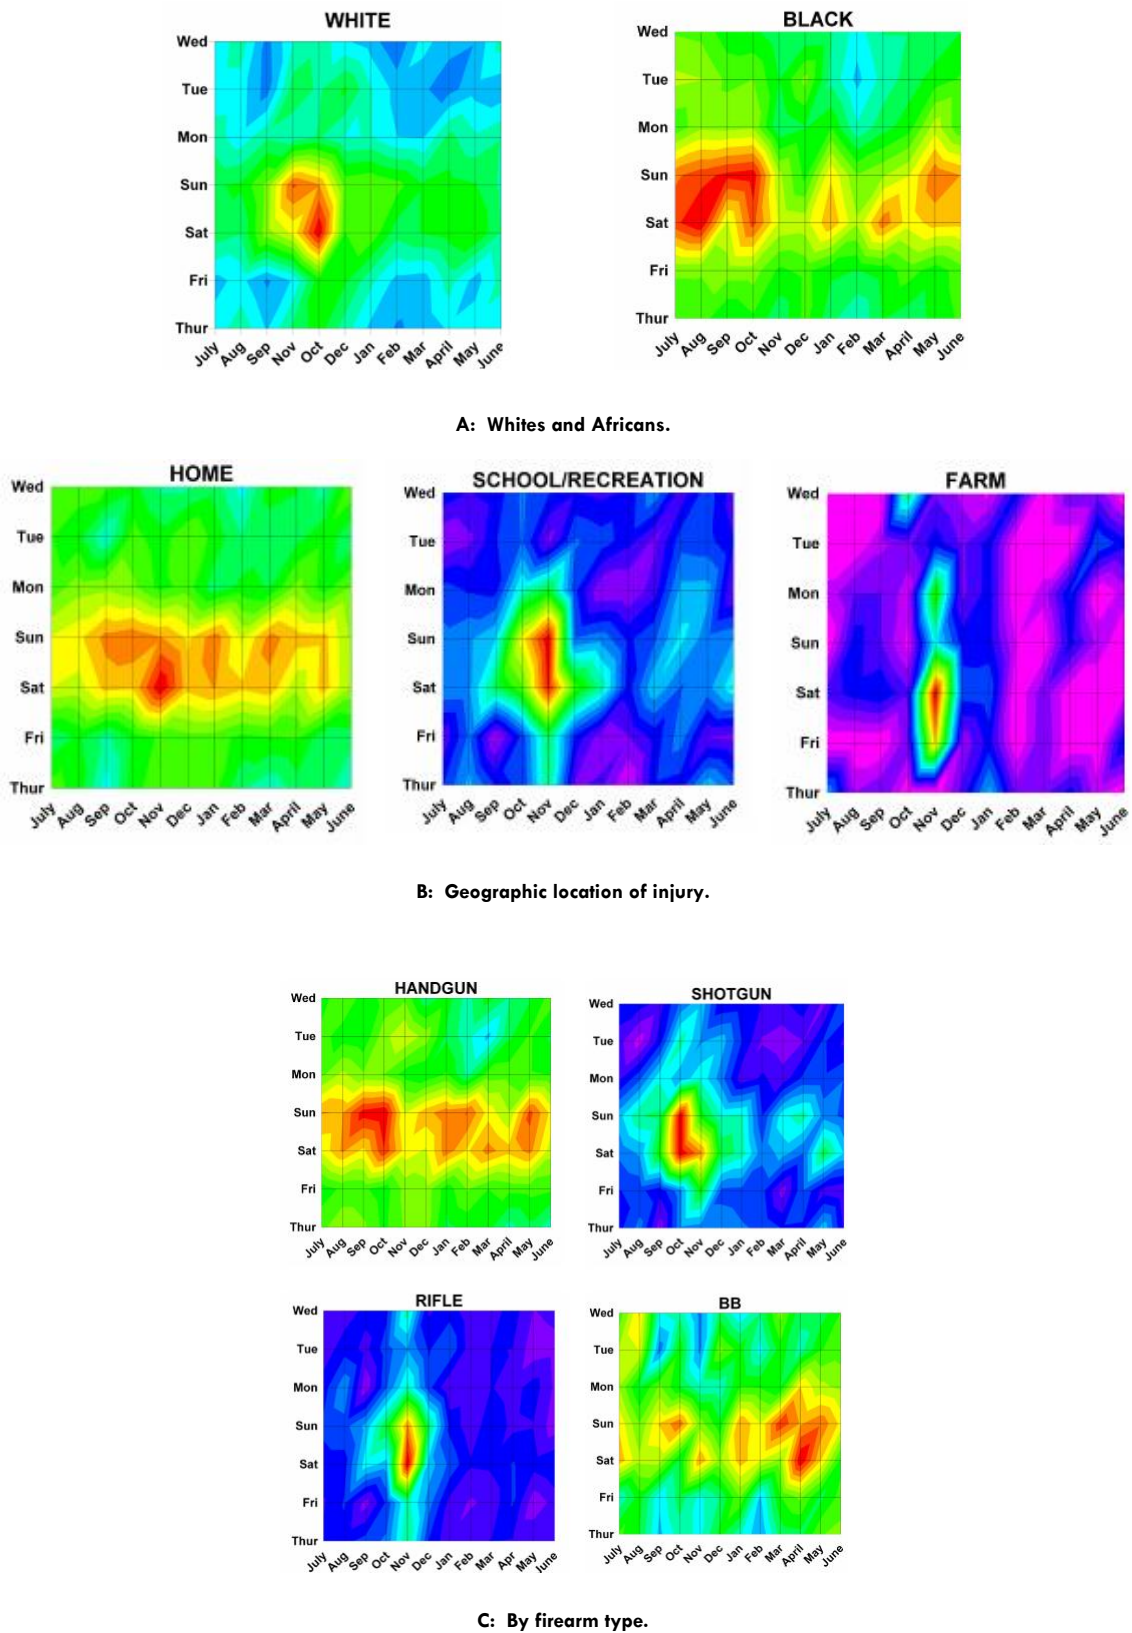 WHITE
Wed
Tue
Mon
Sun
Sat
Fri
Thur
July Aug Sep Nov Oct Dec Jan Feb Mar April May June
BLACK
Wed
Tue
Mon
Sun
Sat
Fri
Thur
July Aug Sep Oct Nov Dec Jan Feb Mar April May June
A: Whites and Africans.
HOME
Wed
Tue
Mon
Sun
Sat
Fri
Thur
July Aug Sep Oct Nov Dec Jan Feb Mar April May June
SCHOOL/RECREATION
Wed
Tue
Mon
Sun
Sat
Fri
Thur
July Aug Sep Oct Nov Dec Jan Feb Mar April May June
FARM
Wed
Tue
Mon
Sun
Sat
Fri
Thur
July Aug Sep Oct Nov Dec Jan Feb Mar April May June
B: Geographic location of injury.
HANDGUN
Wed
Tue
Mon
Sun
Sat
Fri
Thur
July Aug Sep Oct Nov Dec Jan Feb Mar April May June
SHOTGUN
Wed
Tue
Mon
Sun
Sat
Fri
Thur
July Aug Sep Oct Nov Dec Jan Feb Mar April May June
RIFLE
Wed
Tue
Mon
Sun
Sat
Fri
Thur
July Aug Sep Oct Nov Dec Jan Feb Mar Apr May June
BB
Wed
Tue
Mon
Sun
Sat
Fri
Thur
July Aug Sep Oct Nov Dec Jan Feb Mar April May June
C: By firearm type.